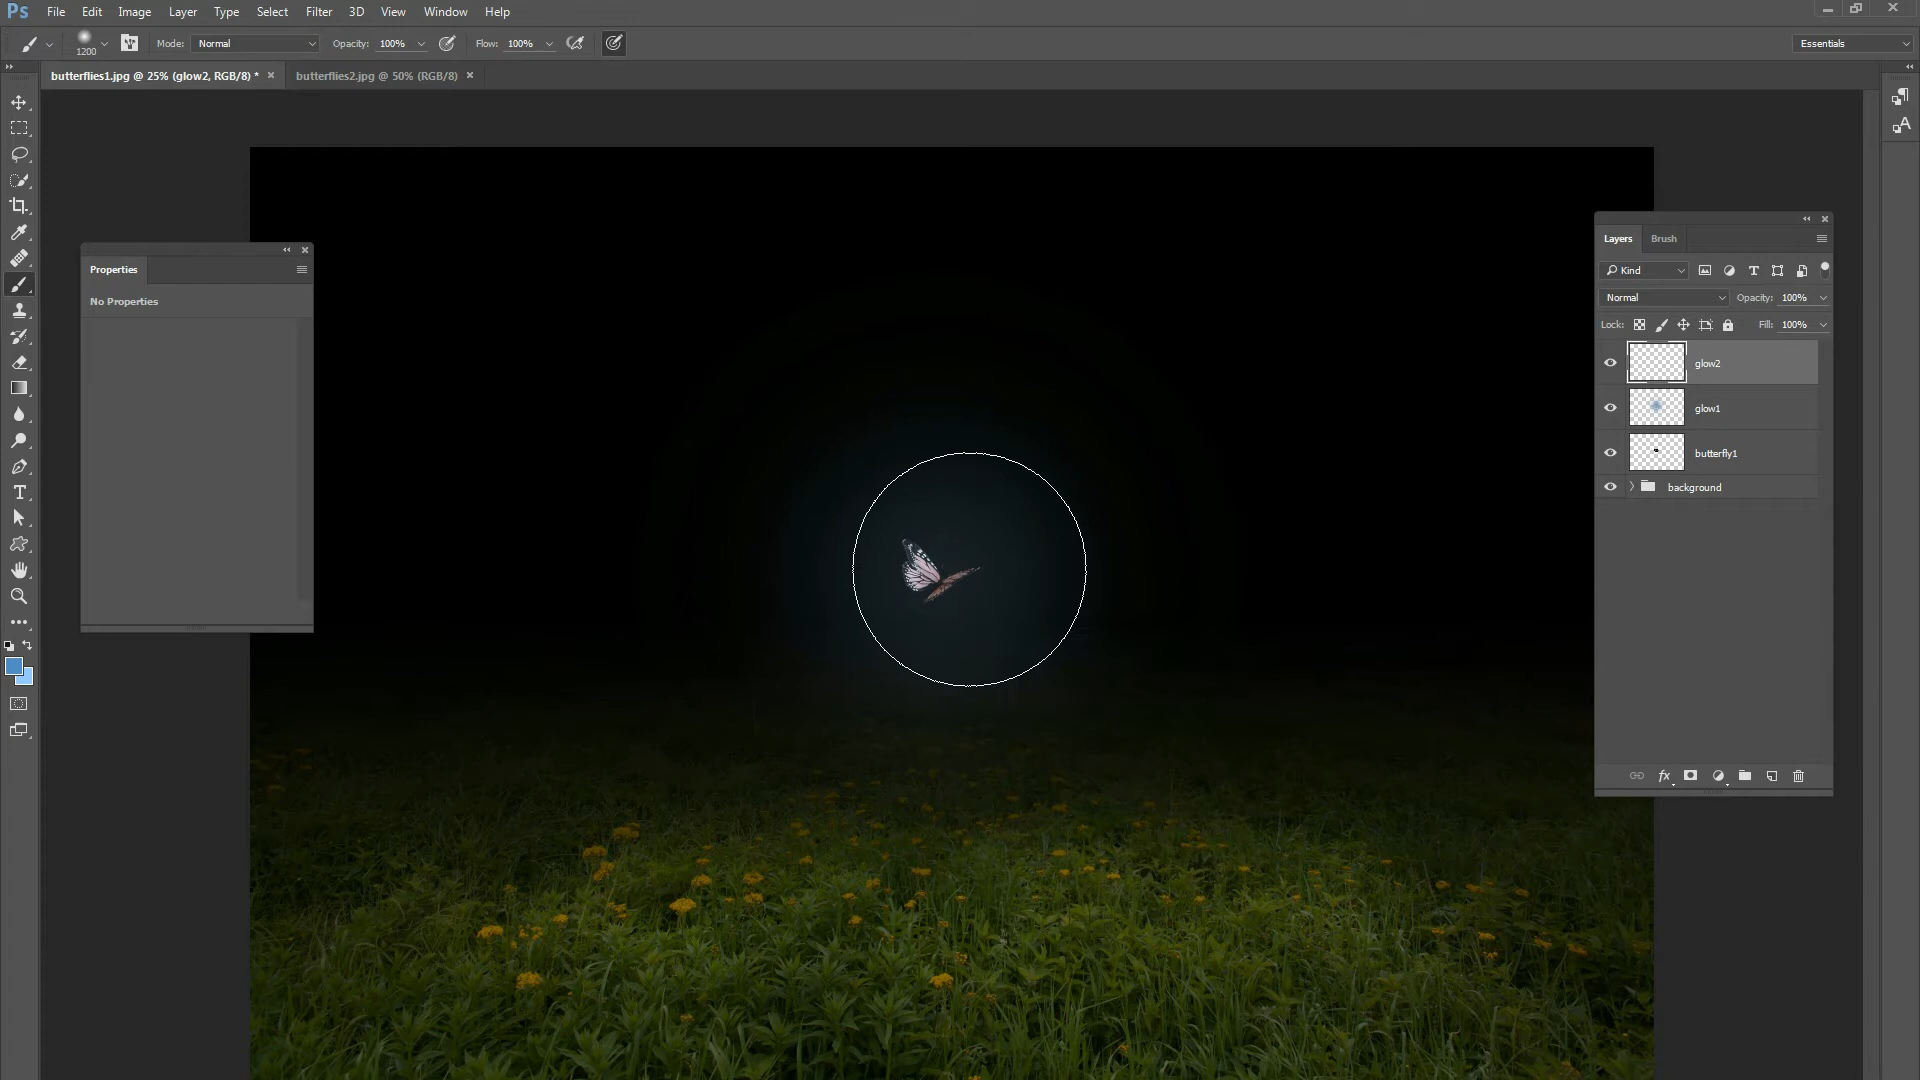 Ps File Edit Image Layer Type Select Filter 3D View Window Help
1200 Mode: Normal Opacity: 100% Flow: 100% Essentials
butterflies1.jpg @ 25% (glow2, RGB/8) * × butterflies2.jpg @ 50% (RGB/8) ×
Properties
No Properties
Layers Brush
Kind
Normal Opacity: 100%
Lock: Fill: 100%
glow2
glow1
butterfly1
background
fx